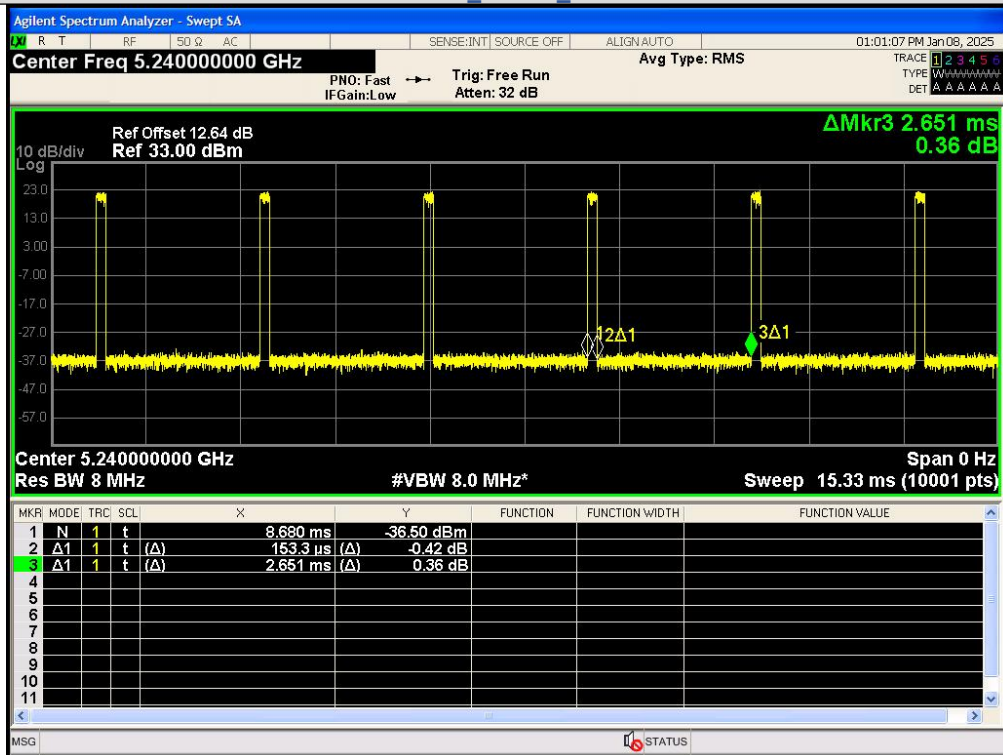 Agilent Spectrum Analyzer - Swept SA
LXI R T RF 50 Ω AC SENSE:INT SOURCE OFF ALIGN AUTO 01:01:07 PM Jan 08, 2025
Center Freq 5.240000000 GHz Avg Type: RMS TRACE 1 2 3 4 5 6
PNO: Fast Trig: Free Run TYPE W
IFGain:Low Atten: 32 dB DET A A A A A A
ΔMkr3 2.651 ms
0.36 dB
Ref Offset 12.64 dB
10 dB/div Ref 33.00 dBm
Log
23.0
13.0
3.00
-7.00
-17.0
-27.0
12Δ1 3Δ1
-37.0
-47.0
-57.0
Center 5.240000000 GHz Span 0 Hz
Res BW 8 MHz #VBW 8.0 MHz* Sweep 15.33 ms (10001 pts)
MKR MODE TRC SCL X Y FUNCTION FUNCTION WIDTH FUNCTION VALUE
1 N 1 t 8.680 ms -36.50 dBm
2 Δ1 1 t (Δ) 153.3 µs (Δ) -0.42 dB
3 Δ1 1 t (Δ) 2.651 ms (Δ) 0.36 dB
4
5
6
7
8
9
10
11
MSG STATUS